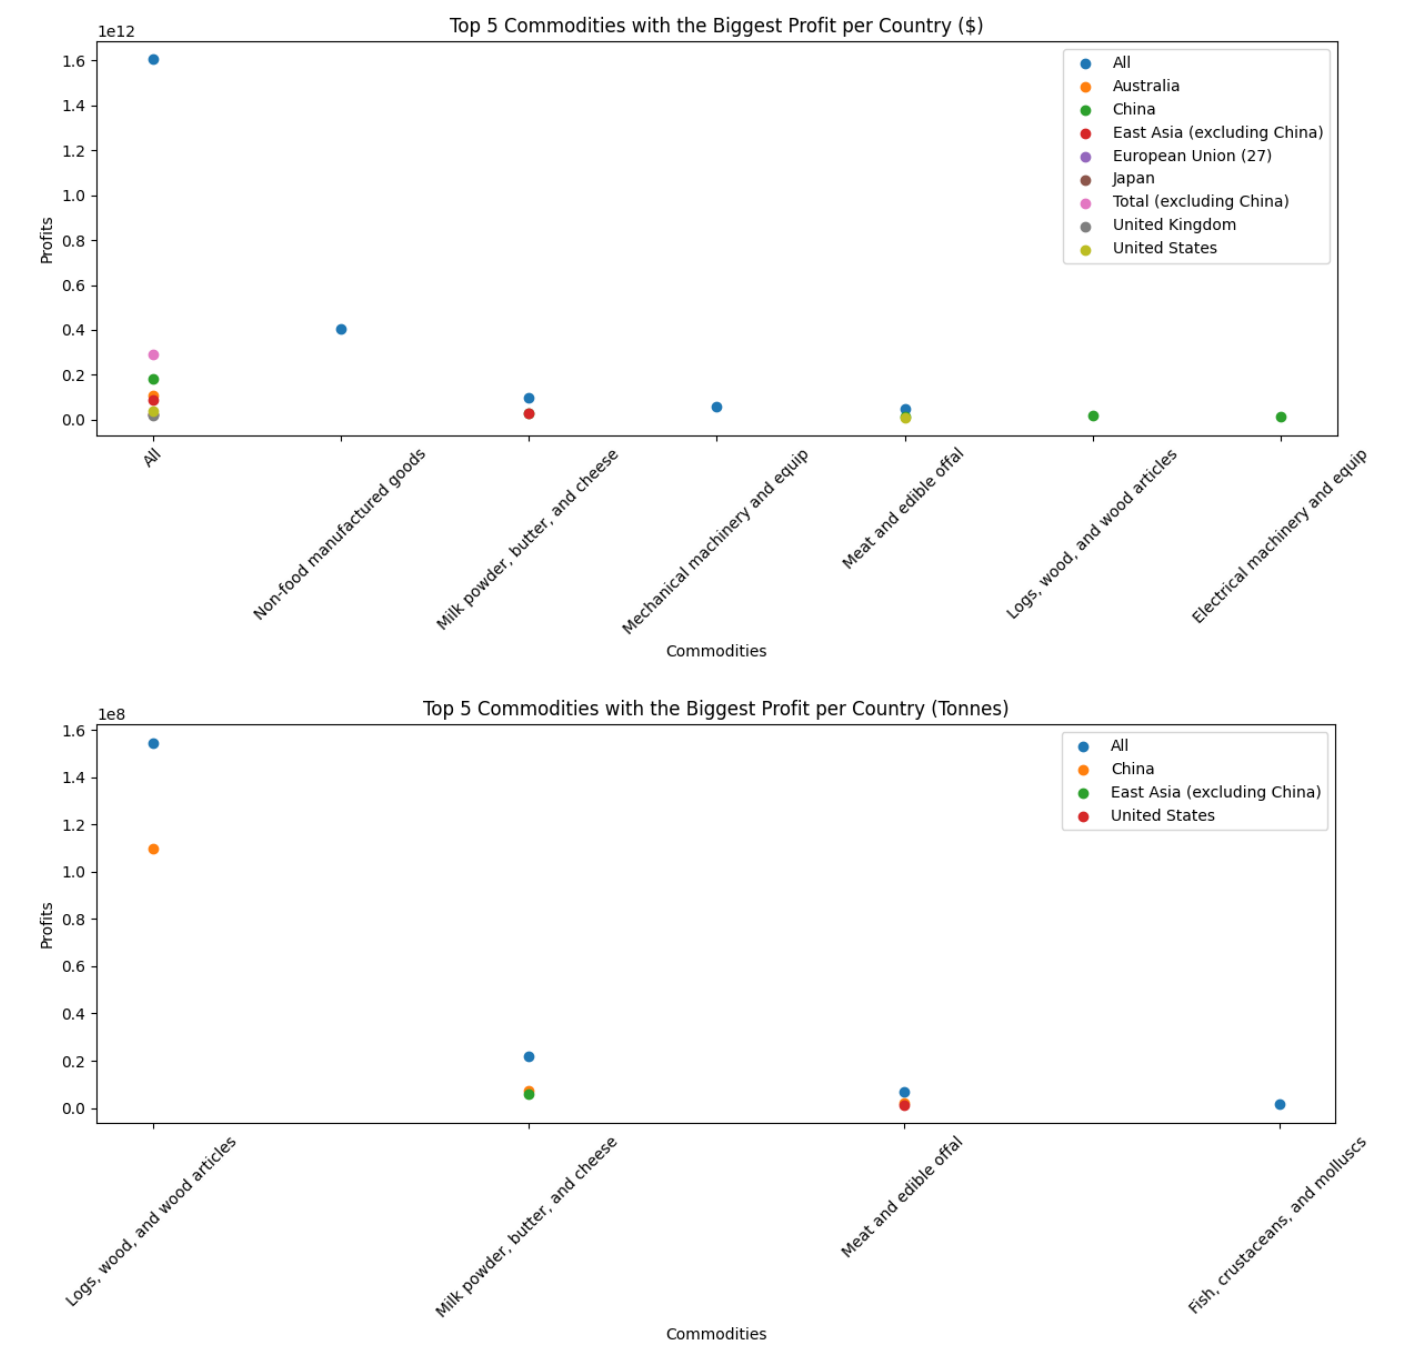 Top 5 Commodities with the Biggest Profit per Country ($)
1e12
1.6
1.4
1.2
1.0
0.8
0.6
0.4
0.2
0.0
Profits
All
Australia
China
East Asia (excluding China)
European Union (27)
Japan
Total (excluding China)
United Kingdom
United States
All
Non-food manufactured goods
Milk powder, butter, and cheese
Mechanical machinery and equip
Meat and edible offal
Logs, wood, and wood articles
Electrical machinery and equip
Commodities
Top 5 Commodities with the Biggest Profit per Country (Tonnes)
1e8
1.6
1.4
1.2
1.0
0.8
0.6
0.4
0.2
0.0
Profits
All
China
East Asia (excluding China)
United States
Logs, wood, and wood articles
Milk powder, butter, and cheese
Meat and edible offal
Fish, crustaceans, and molluscs
Commodities